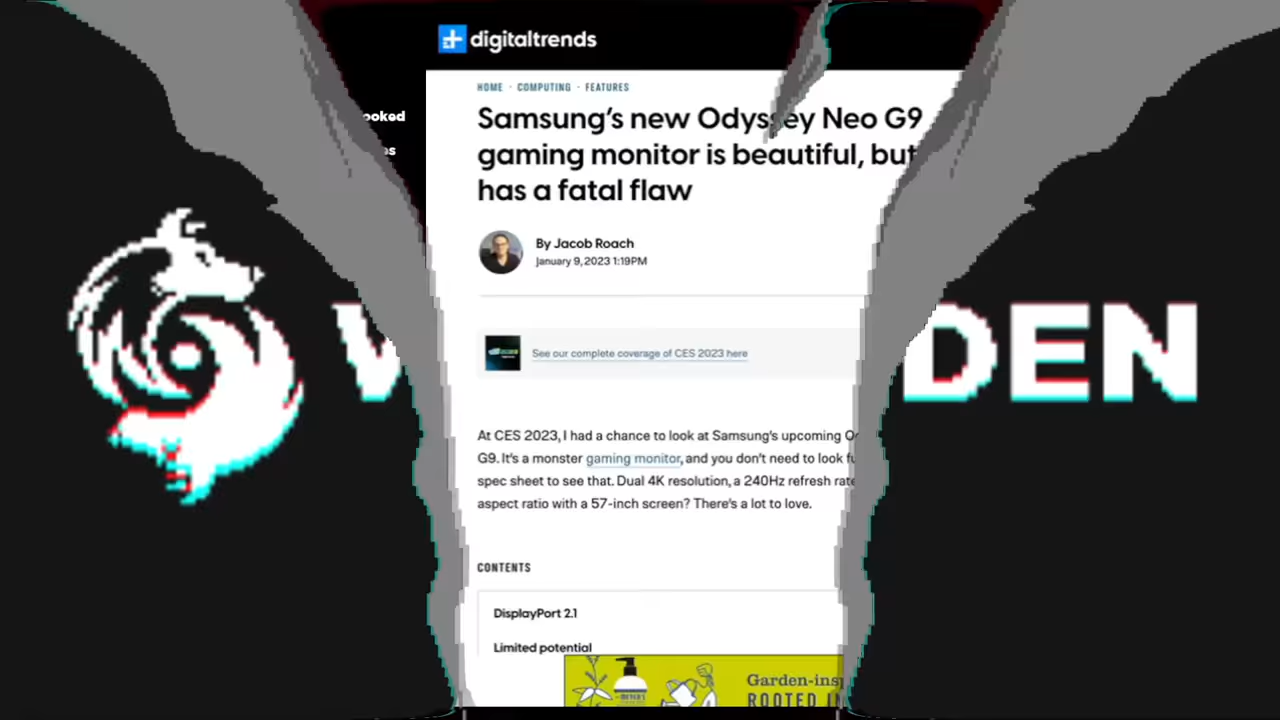 digitaltrends
HOME · COMPUTING · FEATURES
ooked
Samsung's new Odyssey Neo G9
gaming monitor is beautiful, but
es
has a fatal flaw
By Jacob Roach
January 9, 2023 1:19PM
DEN
See our complete coverage of CES 2023 here
At CES 2023, I had a chance to look at Samsung's upcoming
G9. It's a monster gaming monitor, and you don't need to look
spec sheet to see that. Dual 4K resolution, a 240Hz refresh rate
aspect ratio with a 57-inch screen? There's a lot to love.
CONTENTS
DisplayPort 2.1
Limited potential
Garden-insp
ROOTED IN